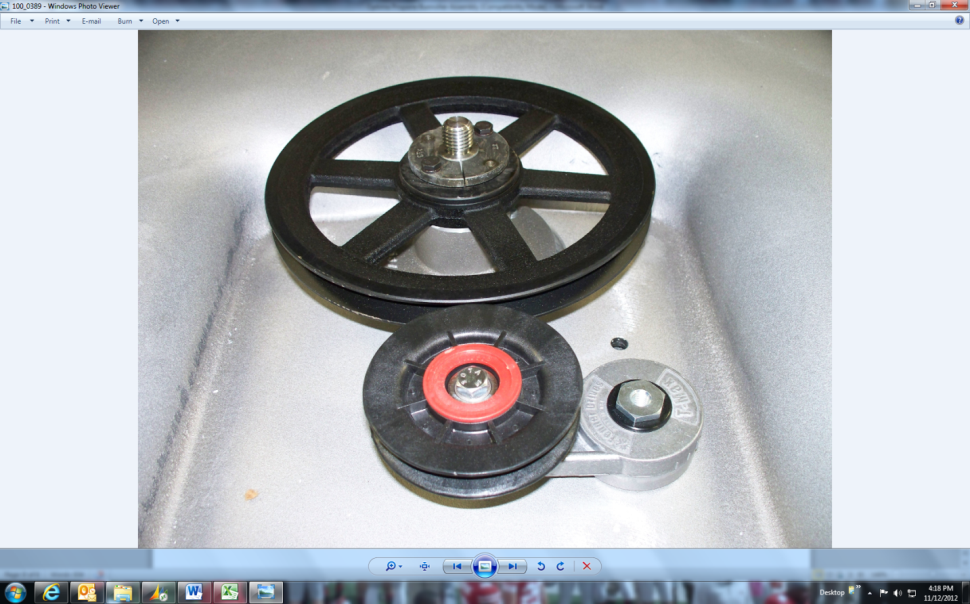 100_0389 - Windows Photo Viewer
File Print E-mail Burn Open
Desktop
4:18 PM
11/12/2012